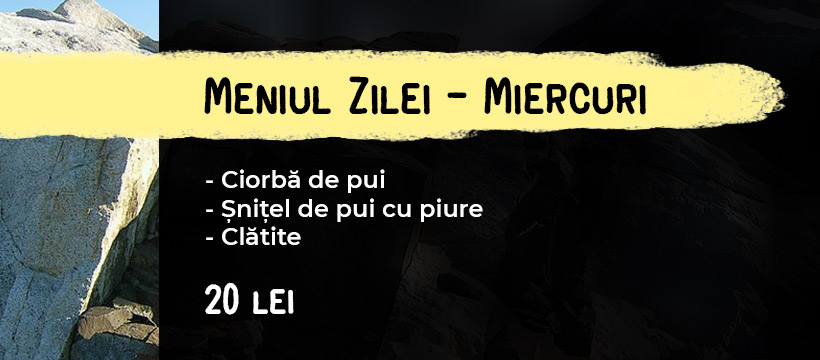 Meniul Zilei - Miercuri
- Ciorbă de pui
- Șnițel de pui cu piure
- Clătite
20 lei